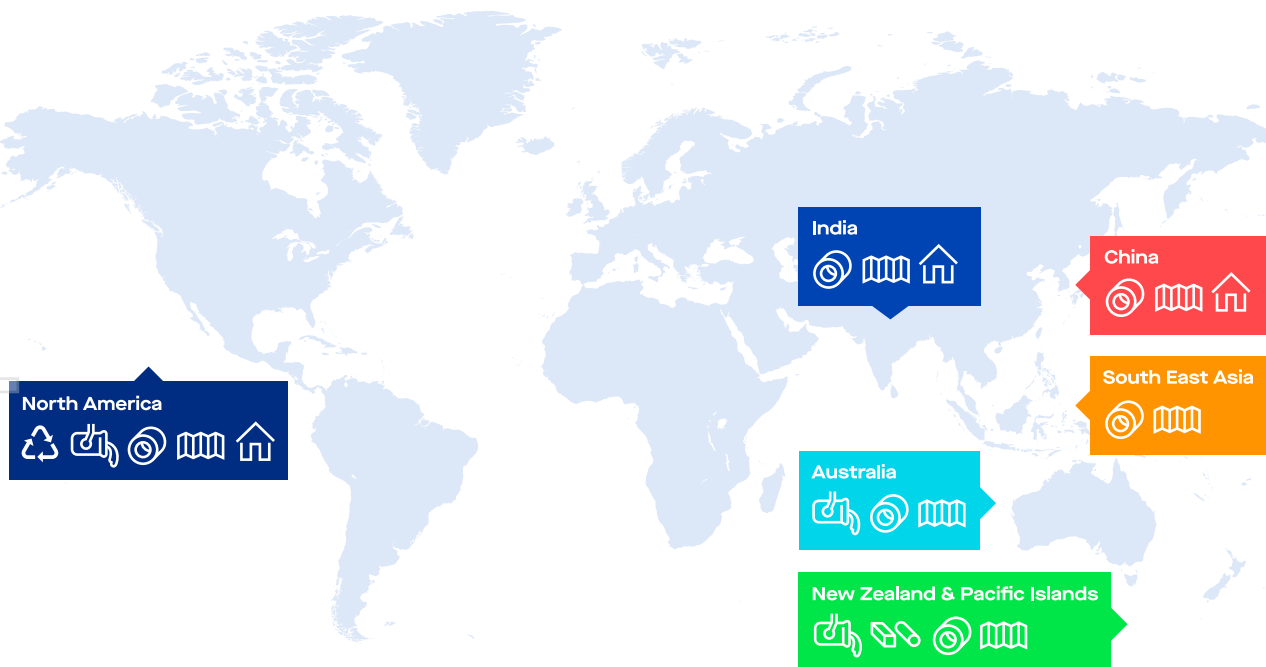 India
China
South East Asia
North America
Australia
New Zealand & Pacific Islands